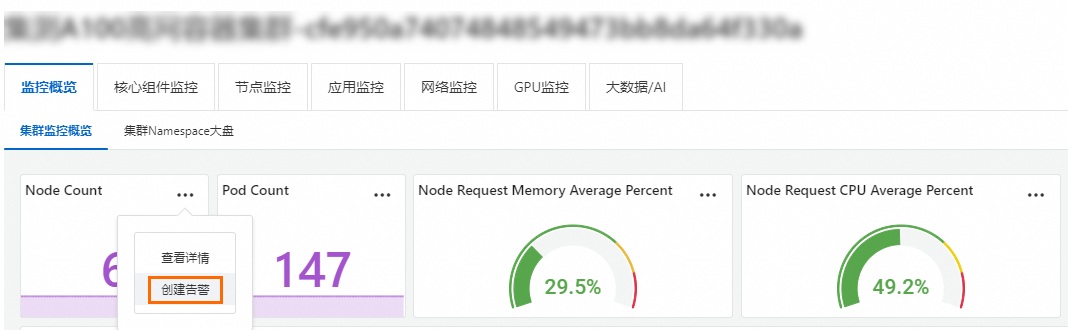 监控概览 核心组件监控 节点监控 应用监控 网络监控 GPU监控 大数据/AI
集群监控概览 集群Namespace大盘
Node Count ... Pod Count ... Node Request Memory Average Percent ... Node Request CPU Average Percent ...
查看详情
6 147 29.5% 49.2%
创建告警